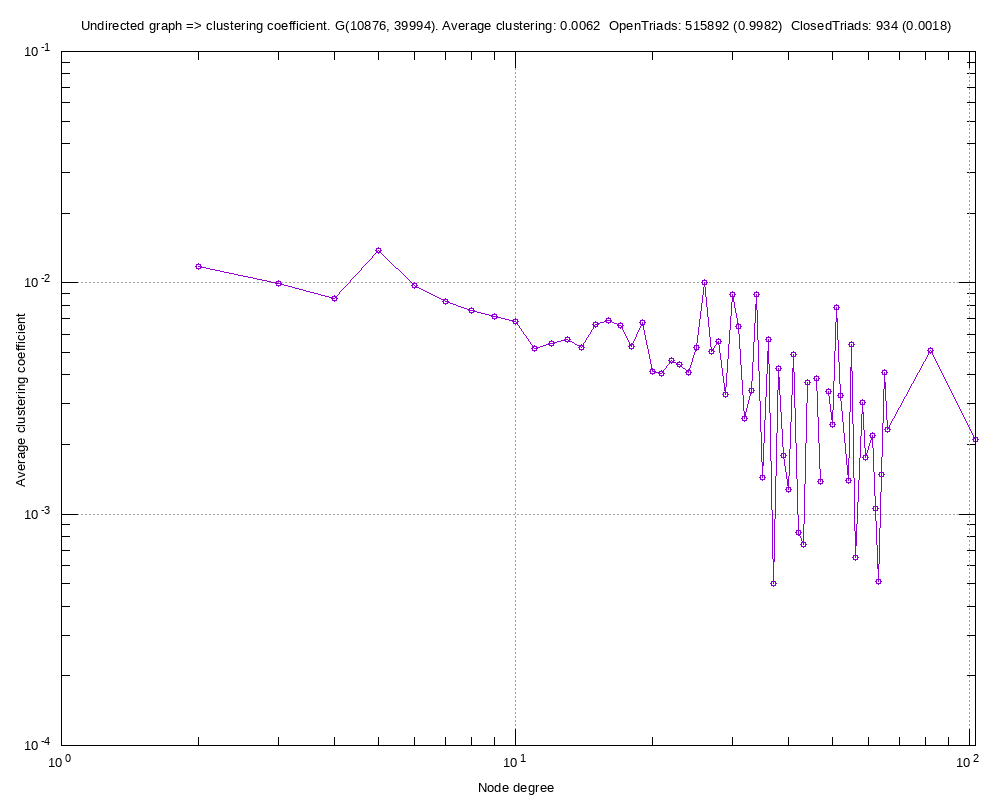 Undirected graph => clustering coefficient. G(10876, 39994). Average clustering: 0.0062  OpenTriads: 515892 (0.9982)  ClosedTriads: 934 (0.0018)
10^-1
10^-2
Average clustering coefficient
10^-3
10^-4
10^0 10^1 10^2
Node degree